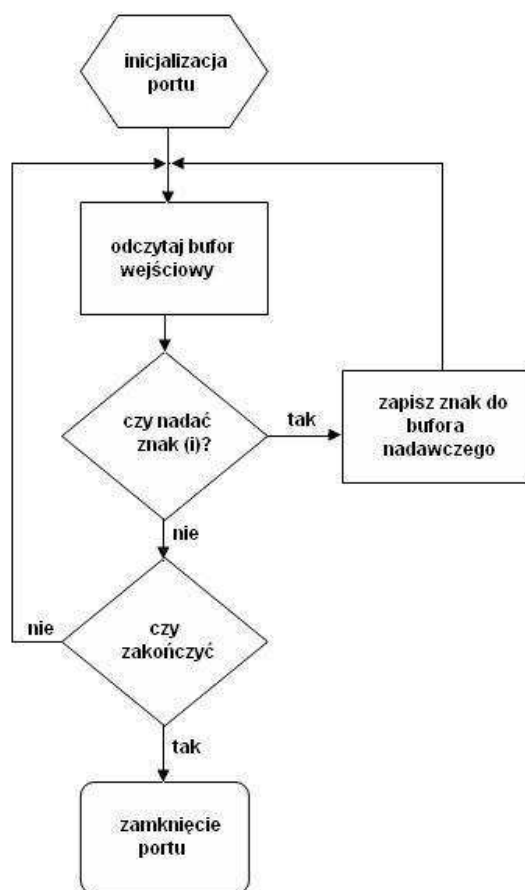 inicjalizacja
portu
odczytaj bufor
wejściowy
czy nadać
znak (i)?
tak
zapisz znak do
bufora
nadawczego
nie
czy
zakończyć
nie
tak
zamknięcie
portu